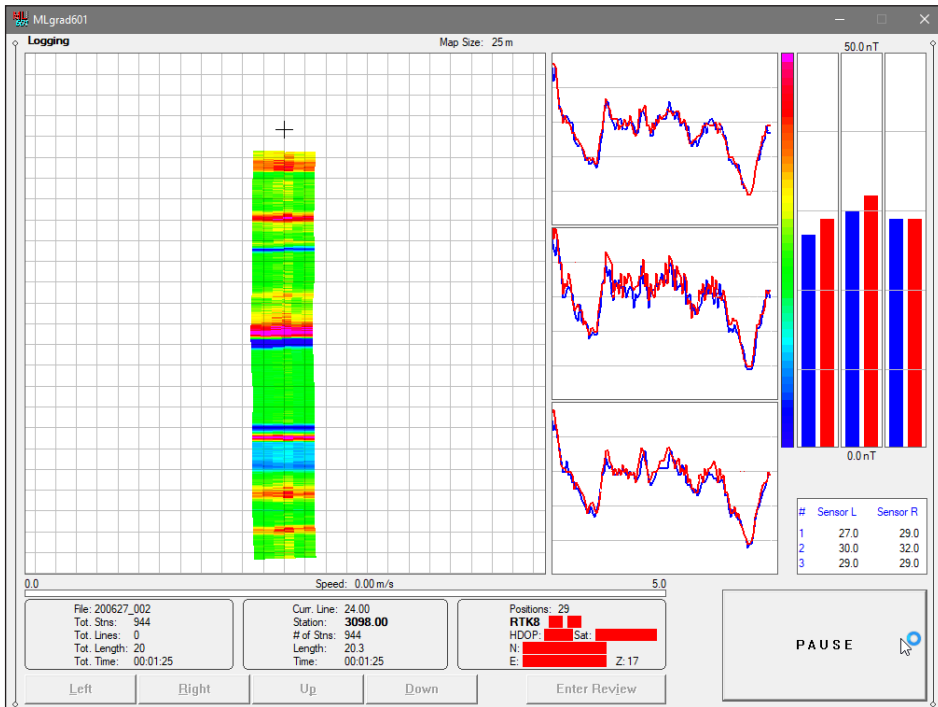 MLgrad601
Logging
Map Size: 25 m
50.0 nT
0.0 nT
# Sensor L Sensor R
1 27.0 29.0
2 30.0 32.0
3 29.0 29.0
0.0 Speed: 0.00 m/s 5.0
File: 200627_002
Tot. Stns: 944
Tot. Lines: 0
Tot. Length: 20
Tot. Time: 00:01:25
Curr. Line: 24.00
Station: 3098.00
# of Stns: 944
Length: 20.3
Time: 00:01:25
Positions: 29
RTK8
HDOP: Sat:
N:
E: Z: 17
PAUSE
Left Right Up Down Enter Review